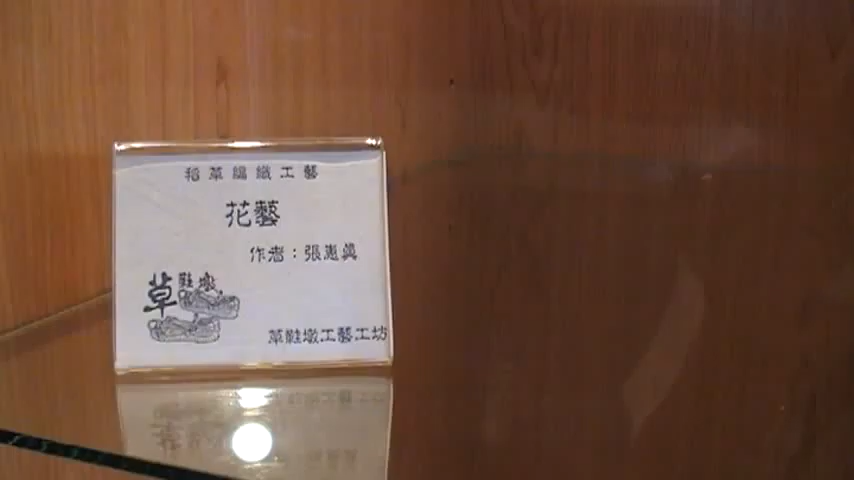 稻草編織工藝
花藝
作者：張惠眞
草鞋墩
草鞋墩工藝工坊